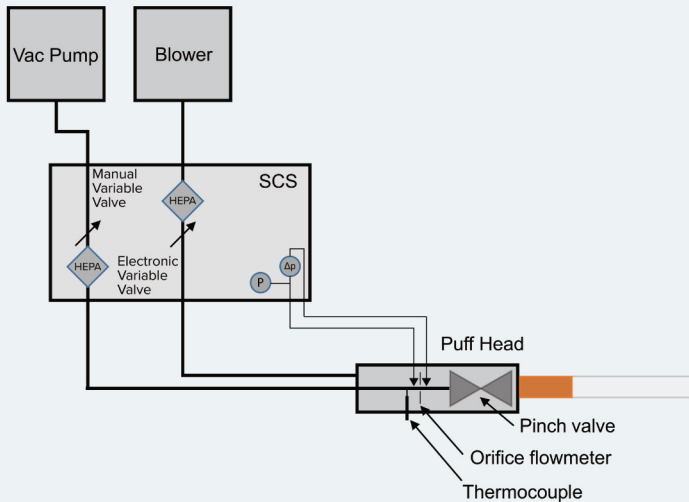 Vac Pump
Blower
Manual
Variable
Valve
SCS
HEPA
HEPA
Electronic
Variable
Valve
Δp
P
Puff Head
Pinch valve
Orifice flowmeter
Thermocouple